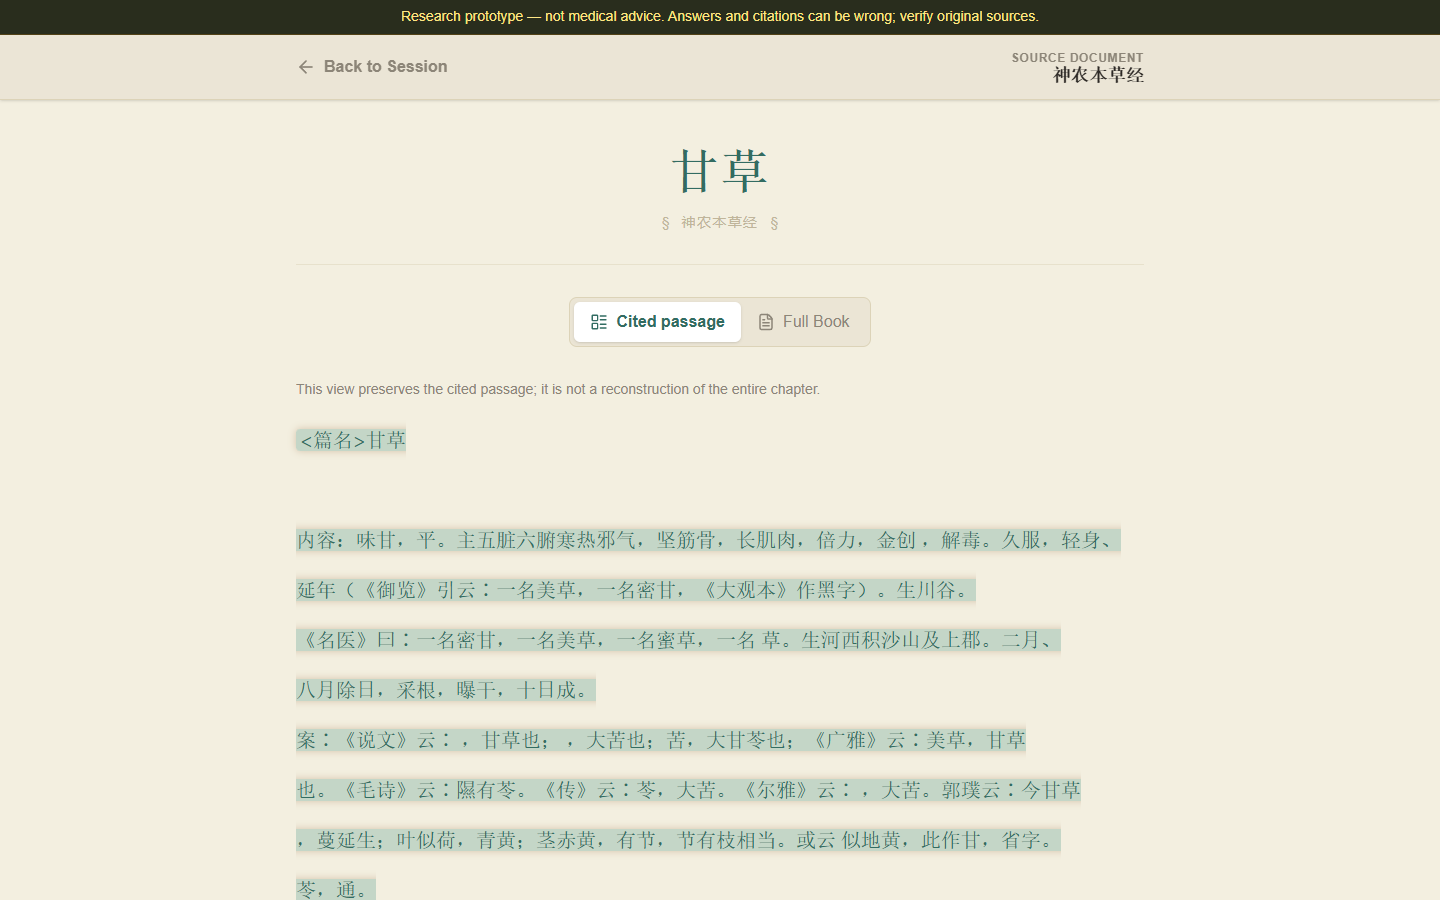 Research prototype — not medical advice. Answers and citations can be wrong; verify original sources.
Back to Session
SOURCE DOCUMENT
神农本草经
甘草
§ 神农本草经 §
Cited passage
Full Book
This view preserves the cited passage; it is not a reconstruction of the entire chapter.
<篇名>甘草
内容：味甘，平。主五脏六腑寒热邪气，坚筋骨，长肌肉，倍力，金创 ，解毒。久服，轻身、
延年（《御览》引云：一名美草，一名密甘，《大观本》作黑字）。生川谷。
《名医》曰：一名密甘，一名美草，一名蜜草，一名 草。生河西积沙山及上郡。二月、
八月除日，采根，曝干，十日成。
案：《说文》云： ，甘草也； ，大苦也；苦，大甘苓也；《广雅》云：美草，甘草
也。《毛诗》云：隰有苓。《传》云：苓，大苦。《尔雅》云： ，大苦。郭璞云：今甘草
，蔓延生；叶似荷，青黄；茎赤黄，有节，节有枝相当。或云 似地黄，此作甘，省字。
苓，通。